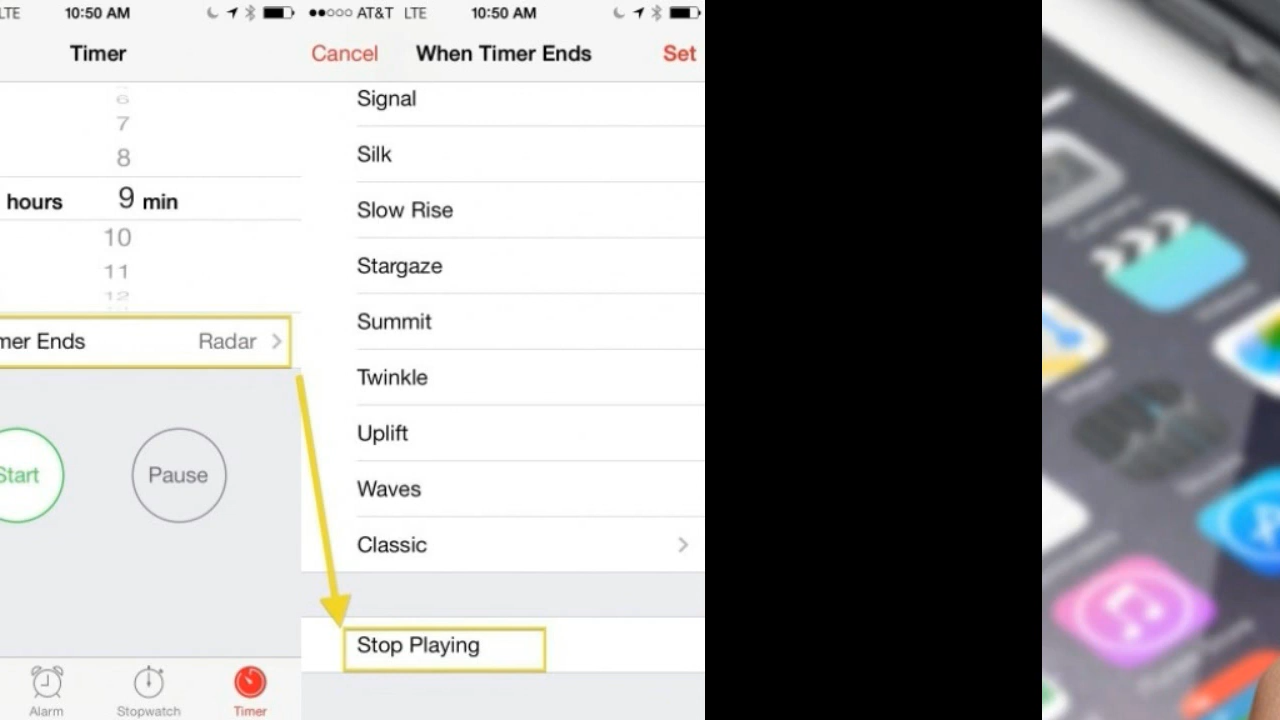 LTE 10:50 AM
Timer
6
7
8
hours 9 min
10
11
12
mer Ends Radar
Start Pause
Alarm Stopwatch Timer
AT&T LTE 10:50 AM
Cancel When Timer Ends Set
Signal
Silk
Slow Rise
Stargaze
Summit
Twinkle
Uplift
Waves
Classic
Stop Playing